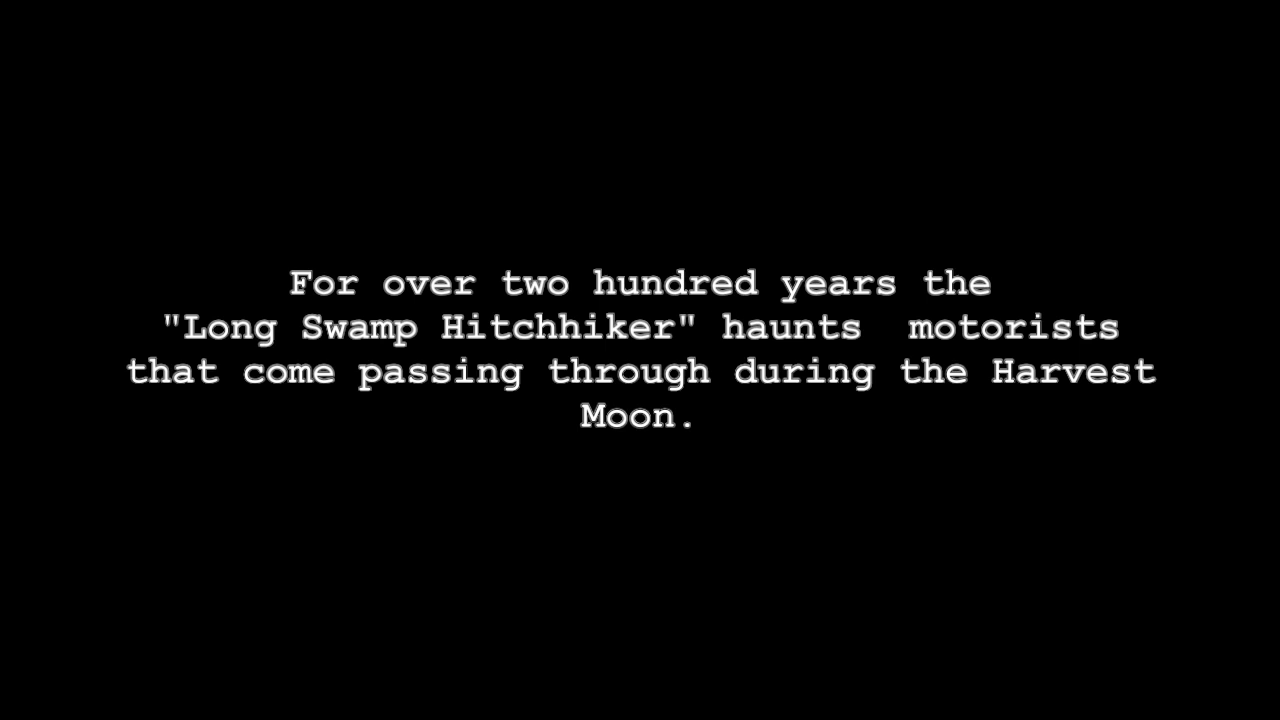 For over two hundred years the
"Long Swamp Hitchhiker" haunts  motorists
that come passing through during the Harvest
Moon.